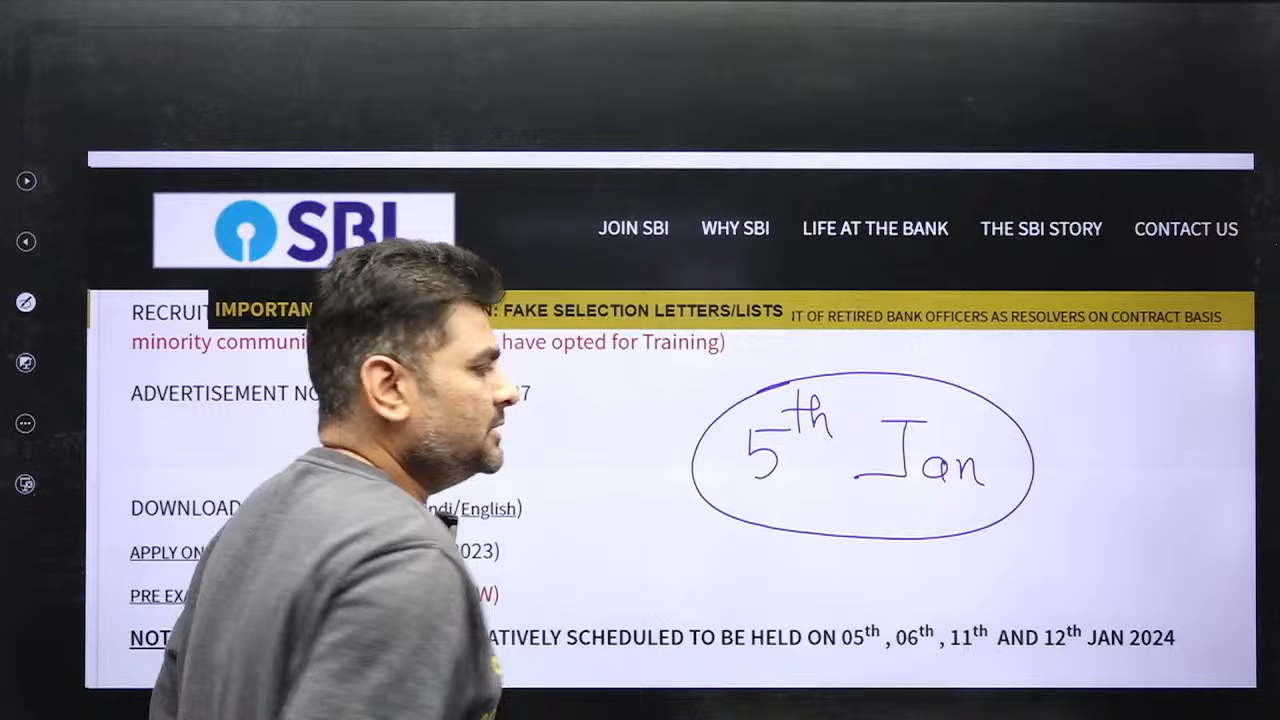 SBI
JOIN SBI WHY SBI LIFE AT THE BANK THE SBI STORY CONTACT US
RECRUIT IMPORTAN N: FAKE SELECTION LETTERS/LISTS T OF RETIRED BANK OFFICERS AS RESOLVERS ON CONTRACT BASIS
minority communi have opted for Training)
ADVERTISEMENT NO 7
5th Jan
DOWNLOAD ndi/English)
APPLY ON 023)
PRE EX W)
NOT ATIVELY SCHEDULED TO BE HELD ON 05th , 06th , 11th AND 12th JAN 2024